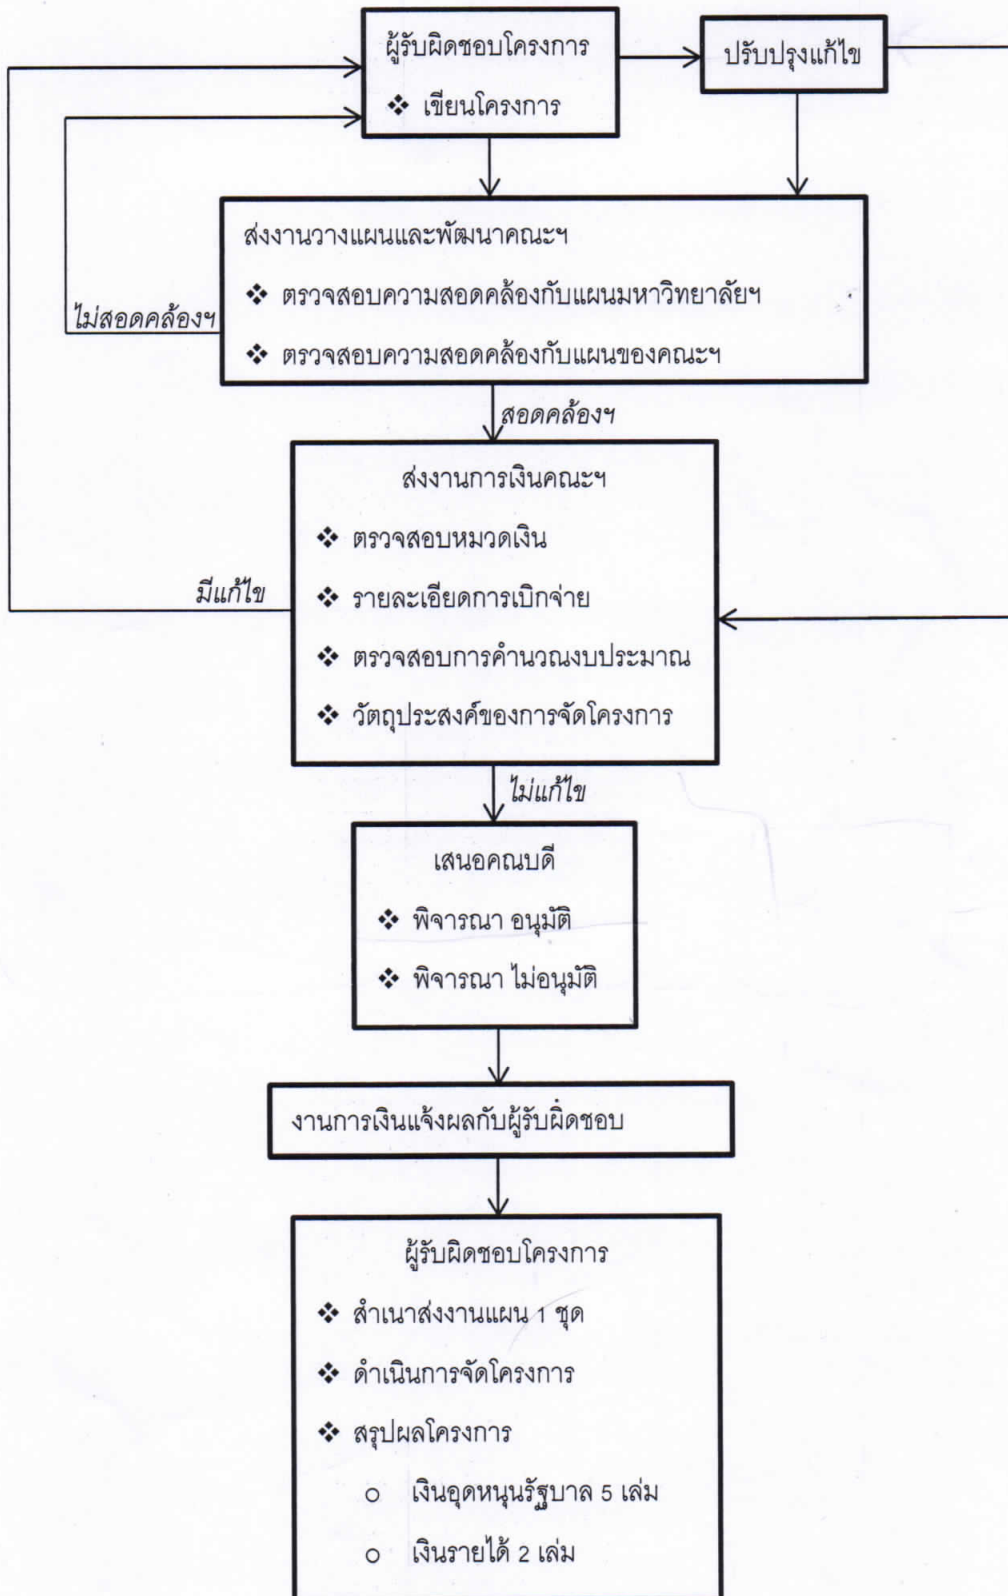 ผู้รับผิดชอบโครงการ
❖ เขียนโครงการ
ปรับปรุงแก้ไข
ส่งงานวางแผนและพัฒนาคณะฯ
❖ ตรวจสอบความสอดคล้องกับแผนมหาวิทยาลัยฯ
❖ ตรวจสอบความสอดคล้องกับแผนของคณะฯ
ไม่สอดคล้องฯ
สอดคล้องฯ
ส่งงานการเงินคณะฯ
❖ ตรวจสอบหมวดเงิน
❖ รายละเอียดการเบิกจ่าย
❖ ตรวจสอบการคำนวณงบประมาณ
❖ วัตถุประสงค์ของการจัดโครงการ
มีแก้ไข
ไม่แก้ไข
เสนอคณบดี
❖ พิจารณา อนุมัติ
❖ พิจารณา ไม่อนุมัติ
งานการเงินแจ้งผลกับผู้รับผิดชอบ
ผู้รับผิดชอบโครงการ
❖ สำเนาส่งงานแผน 1 ชุด
❖ ดำเนินการจัดโครงการ
❖ สรุปผลโครงการ
o เงินอุดหนุนรัฐบาล 5 เล่ม
o เงินรายได้ 2 เล่ม